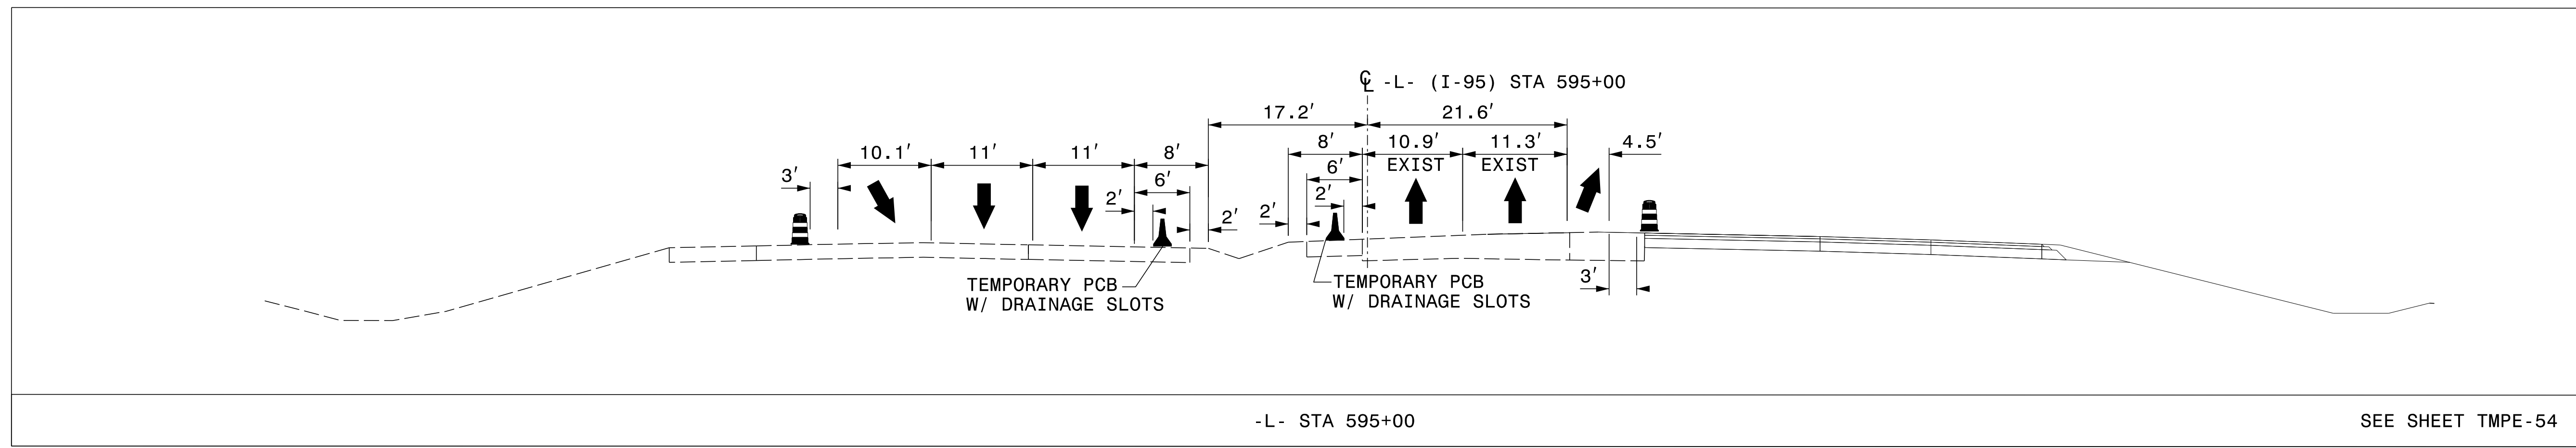 ℄ -L- (I-95) STA 595+00
17.2′
21.6′
10.1′
11′
11′
8′
8′
10.9′
EXIST
11.3′
EXIST
4.5′
3′
6′
6′
2′
2′
2′
2′
3′
TEMPORARY PCB
W/ DRAINAGE SLOTS
TEMPORARY PCB
W/ DRAINAGE SLOTS
-L- STA 595+00
SEE SHEET TMPE-54